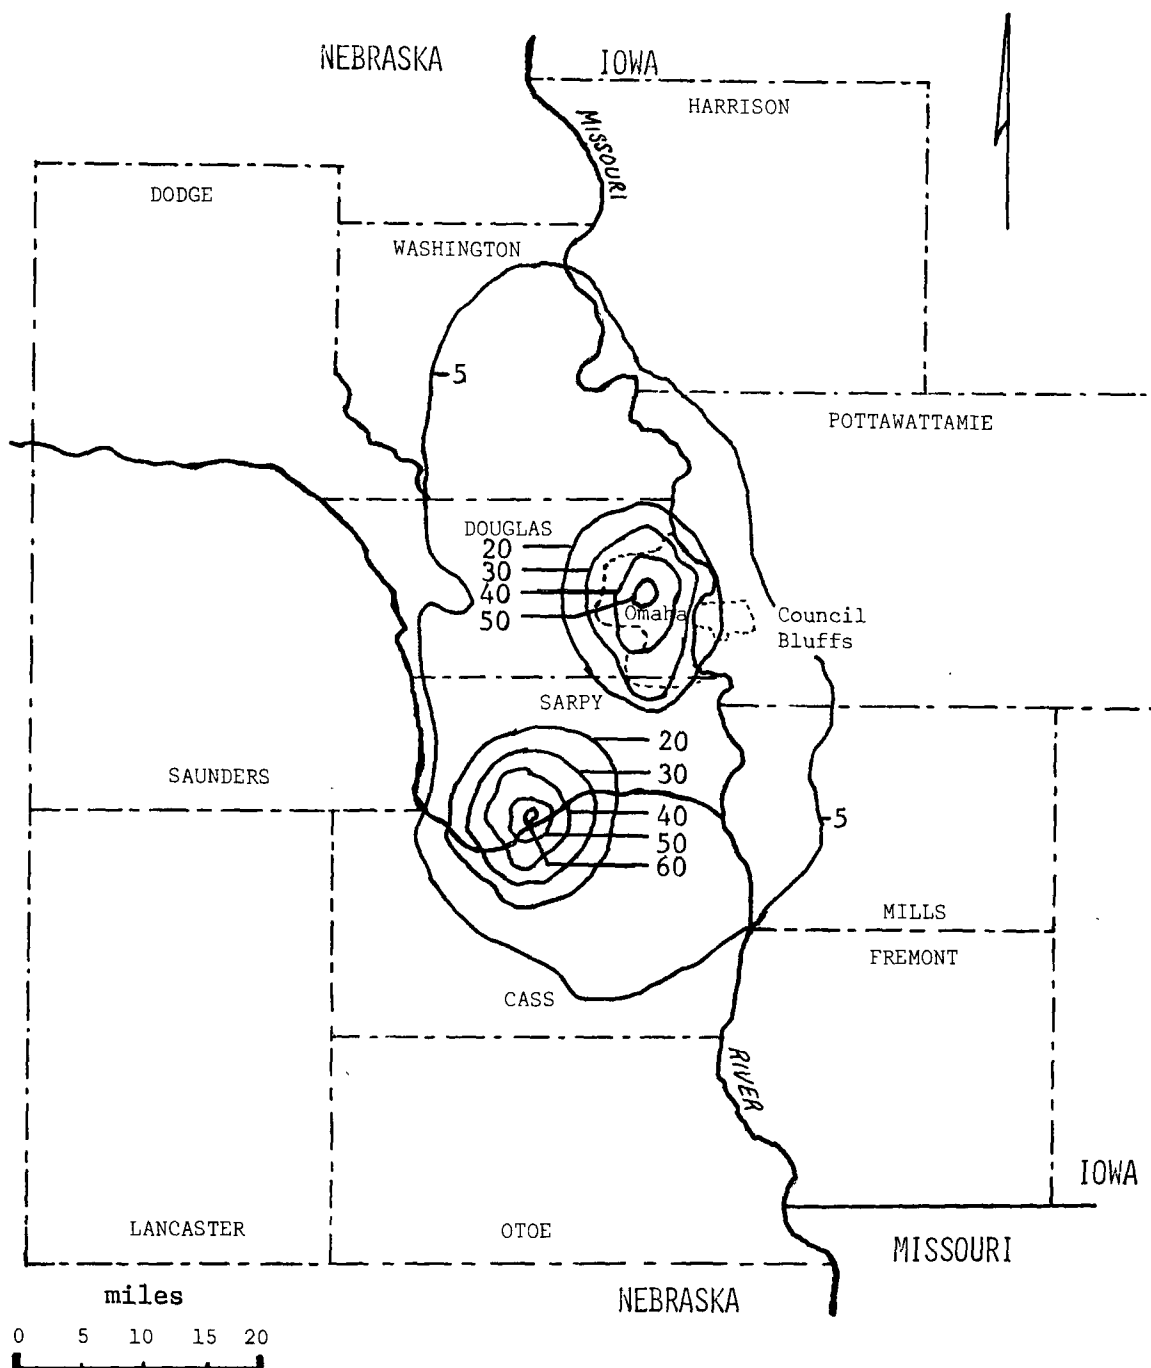 NEBRASKA
IOWA
HARRISON
MISSOURI
DODGE
WASHINGTON
5
POTTAWATTAMIE
DOUGLAS
20
30
40
50
Omaha
Council
Bluffs
SARPY
20
30
40
50
60
SAUNDERS
5
MILLS
FREMONT
CASS
RIVER
IOWA
LANCASTER
OTOE
MISSOURI
NEBRASKA
miles
0 5 10 15 20